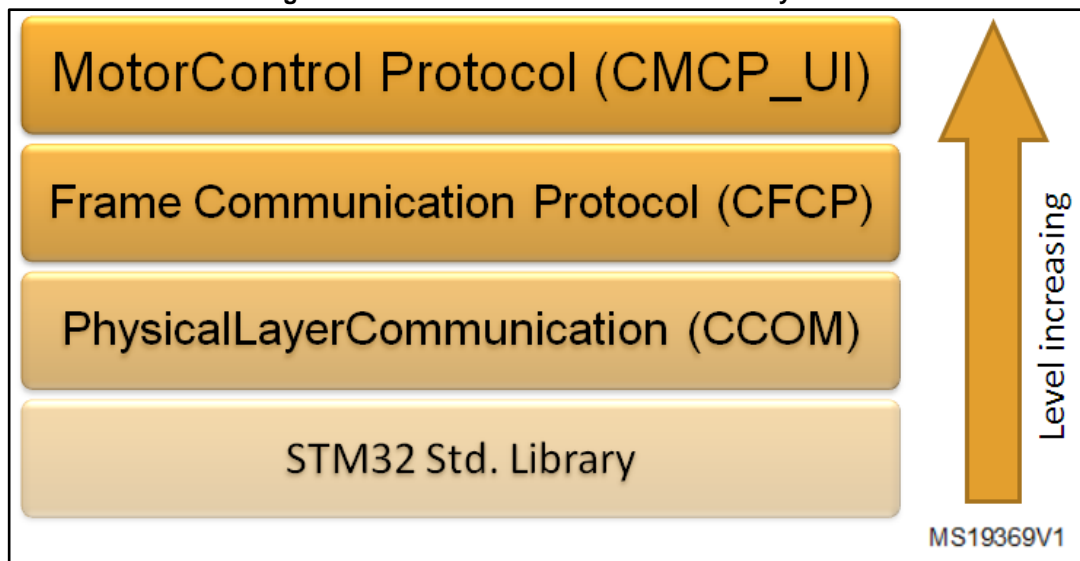 MotorControl Protocol (CMCP_UI)
Frame Communication Protocol (CFCP)
PhysicalLayerCommunication (CCOM)
STM32 Std. Library
Level increasing
MS19369V1